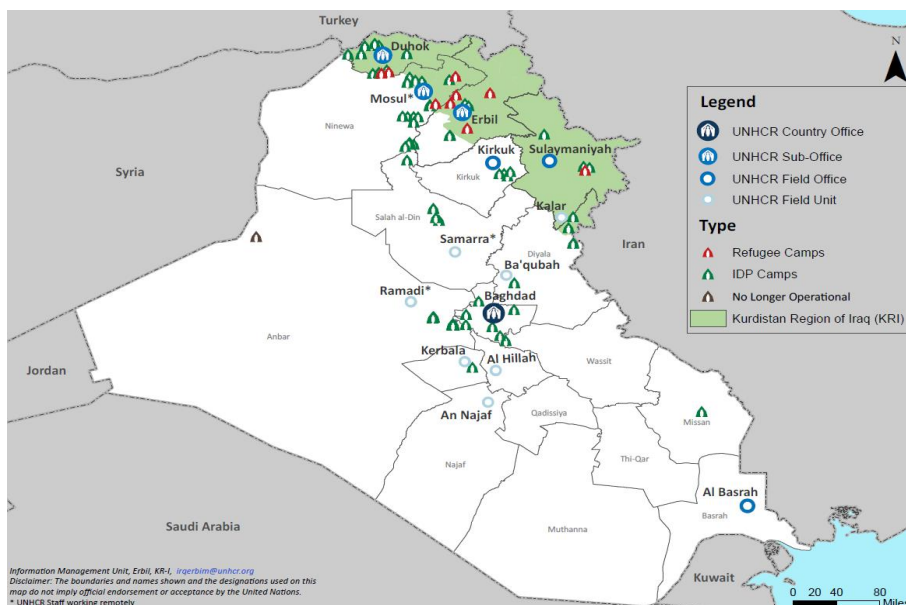 Turkey
Duhok
N
Mosul*
Erbil
Ninewa
Syria
Kirkuk
Sulaymaniyah
Kirkuk
Kalar
Salah al-Din
Samarra*
Iran
Diyala
Ba'qubah
Ramadi*
Baghdad
Anbar
Kerbala
Al Hillah
Wassit
Jordan
An Najaf
Qadissiya
Missan
Najaf
Thi-Qar
Al Basrah
Basrah
Saudi Arabia
Muthanna
Kuwait
Legend
UNHCR Country Office
UNHCR Sub-Office
UNHCR Field Office
UNHCR Field Unit
Type
Refugee Camps
IDP Camps
No Longer Operational
Kurdistan Region of Iraq (KRI)
Information Management Unit, Erbil, KR-I, irqerbim@unhcr.org
Disclaimer: The boundaries and names shown and the designations used on this
map do not imply official endorsement or acceptance by the United Nations.
* UNHCR Staff working remotely
0 20 40 80
Miles